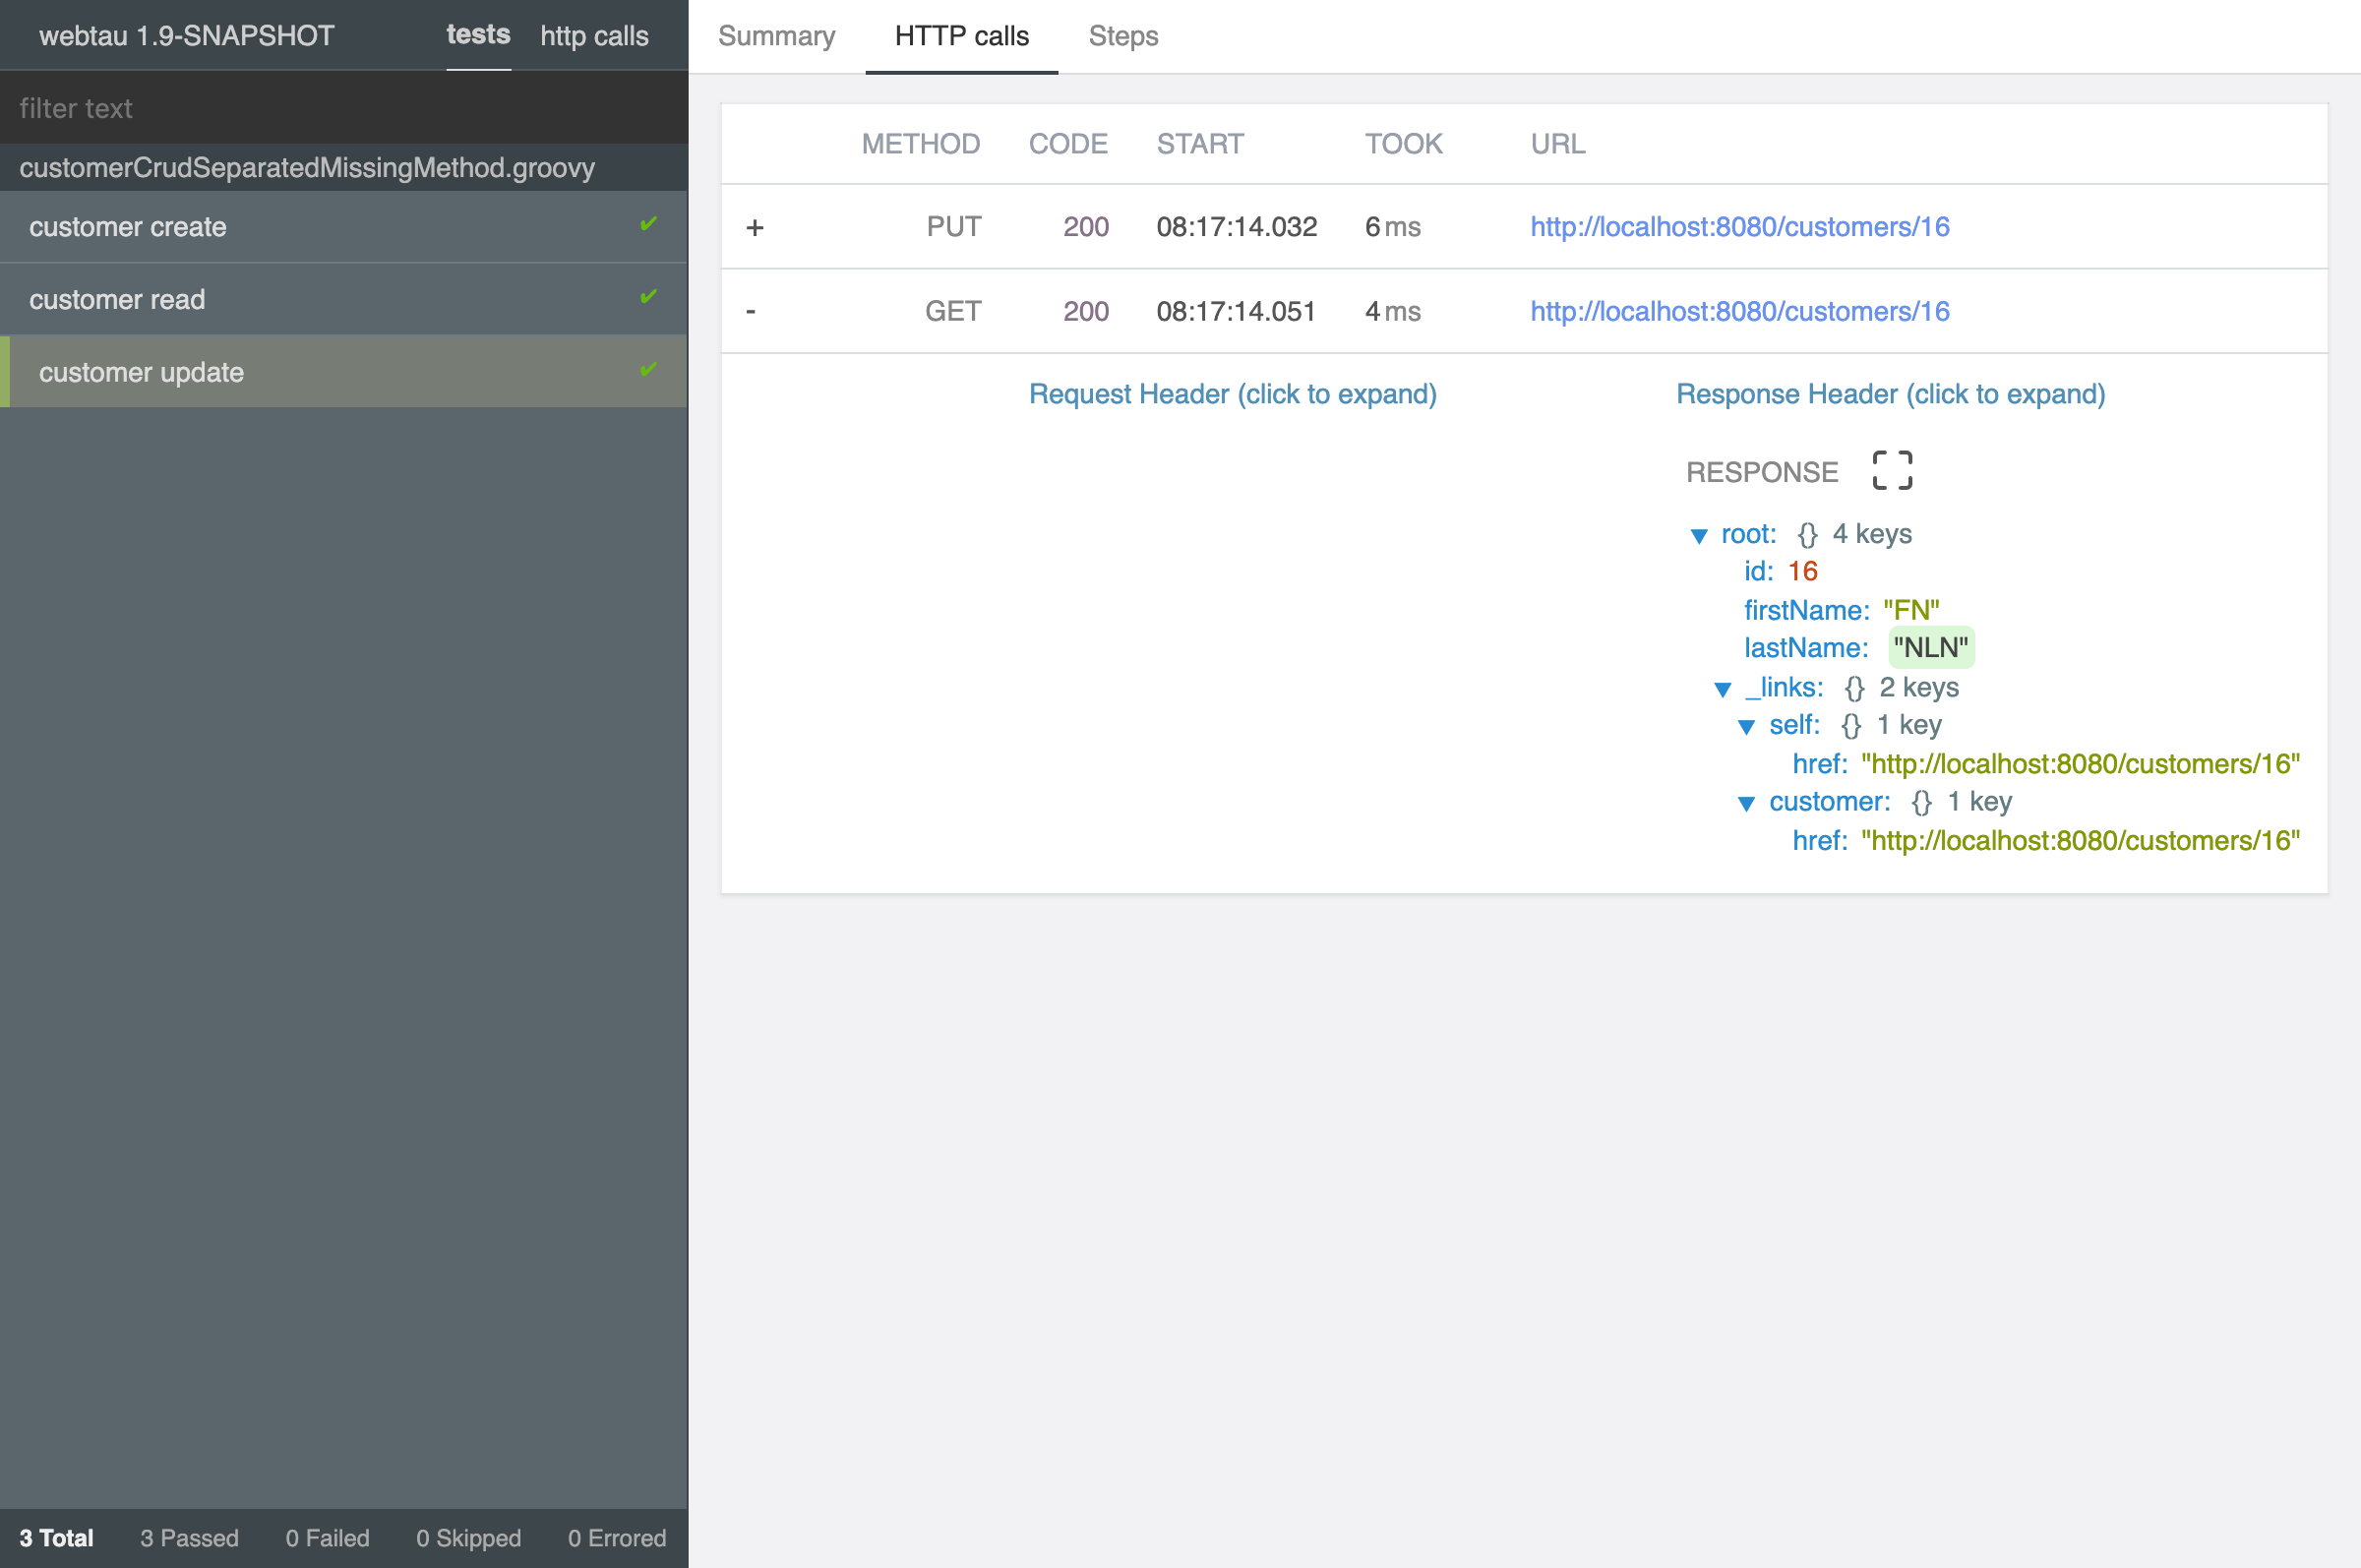 webtau 1.9-SNAPSHOT tests http calls
filter text
customerCrudSeparatedMissingMethod.groovy
customer create ✔
customer read ✔
customer update ✔
3 Total 3 Passed 0 Failed 0 Skipped 0 Errored
Summary HTTP calls Steps
METHOD CODE START TOOK URL
+ PUT 200 08:17:14.032 6 ms http://localhost:8080/customers/16
- GET 200 08:17:14.051 4 ms http://localhost:8080/customers/16
Request Header (click to expand) Response Header (click to expand)
RESPONSE
▼ root: {} 4 keys
id: 16
firstName: "FN"
lastName: "NLN"
▼ _links: {} 2 keys
▼ self: {} 1 key
href: "http://localhost:8080/customers/16"
▼ customer: {} 1 key
href: "http://localhost:8080/customers/16"